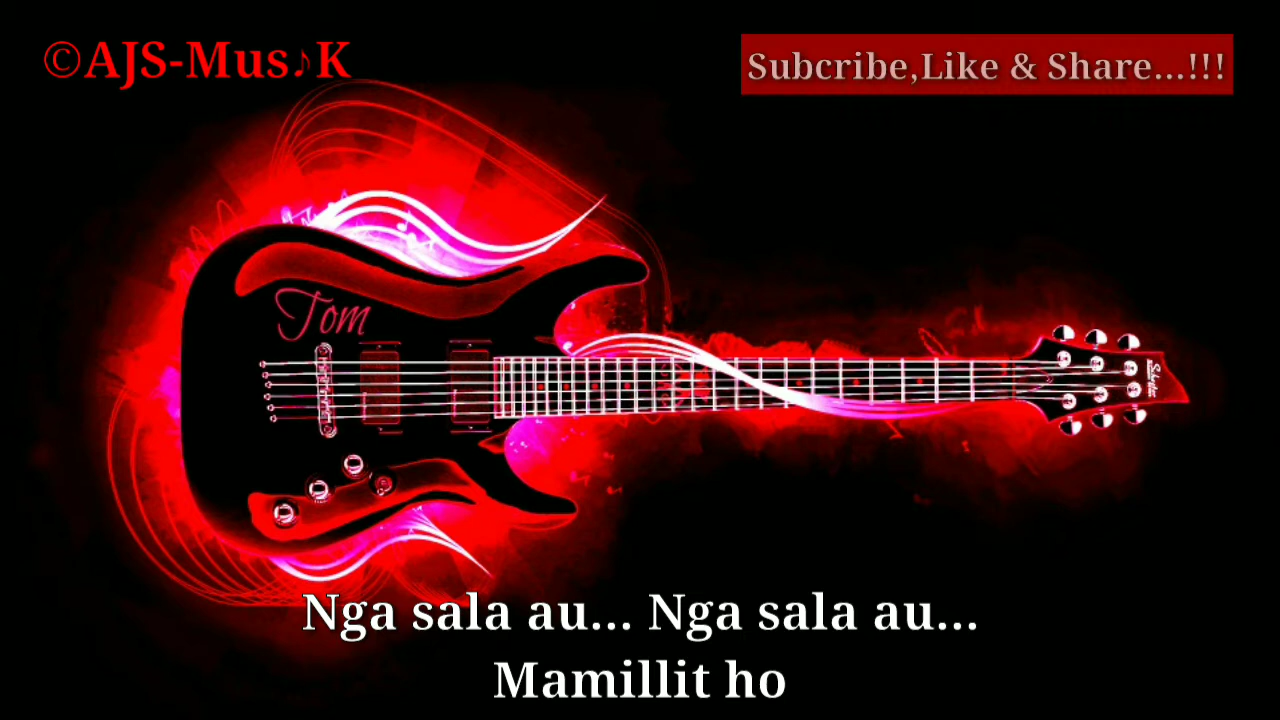 ©AJS-Mus♪K
Subcribe,Like & Share...!!!
Tom
Nga sala au... Nga sala au...
Mamillit ho